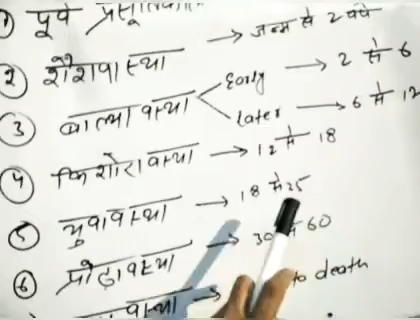 ① पूर्व प्रसूतिकाल
② शैशवास्था → जन्म से 2 वर्ष
③ बाल्यावस्था Early → 2 से 6
Later → 6 से 12
④ किशोरावस्था → 12 से 18
⑤ युवावस्था → 18 से 25
⑥ प्रोढ़ावस्था → 30 से 60
→ to death